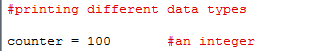 #printing different data types
counter = 100 #an integer